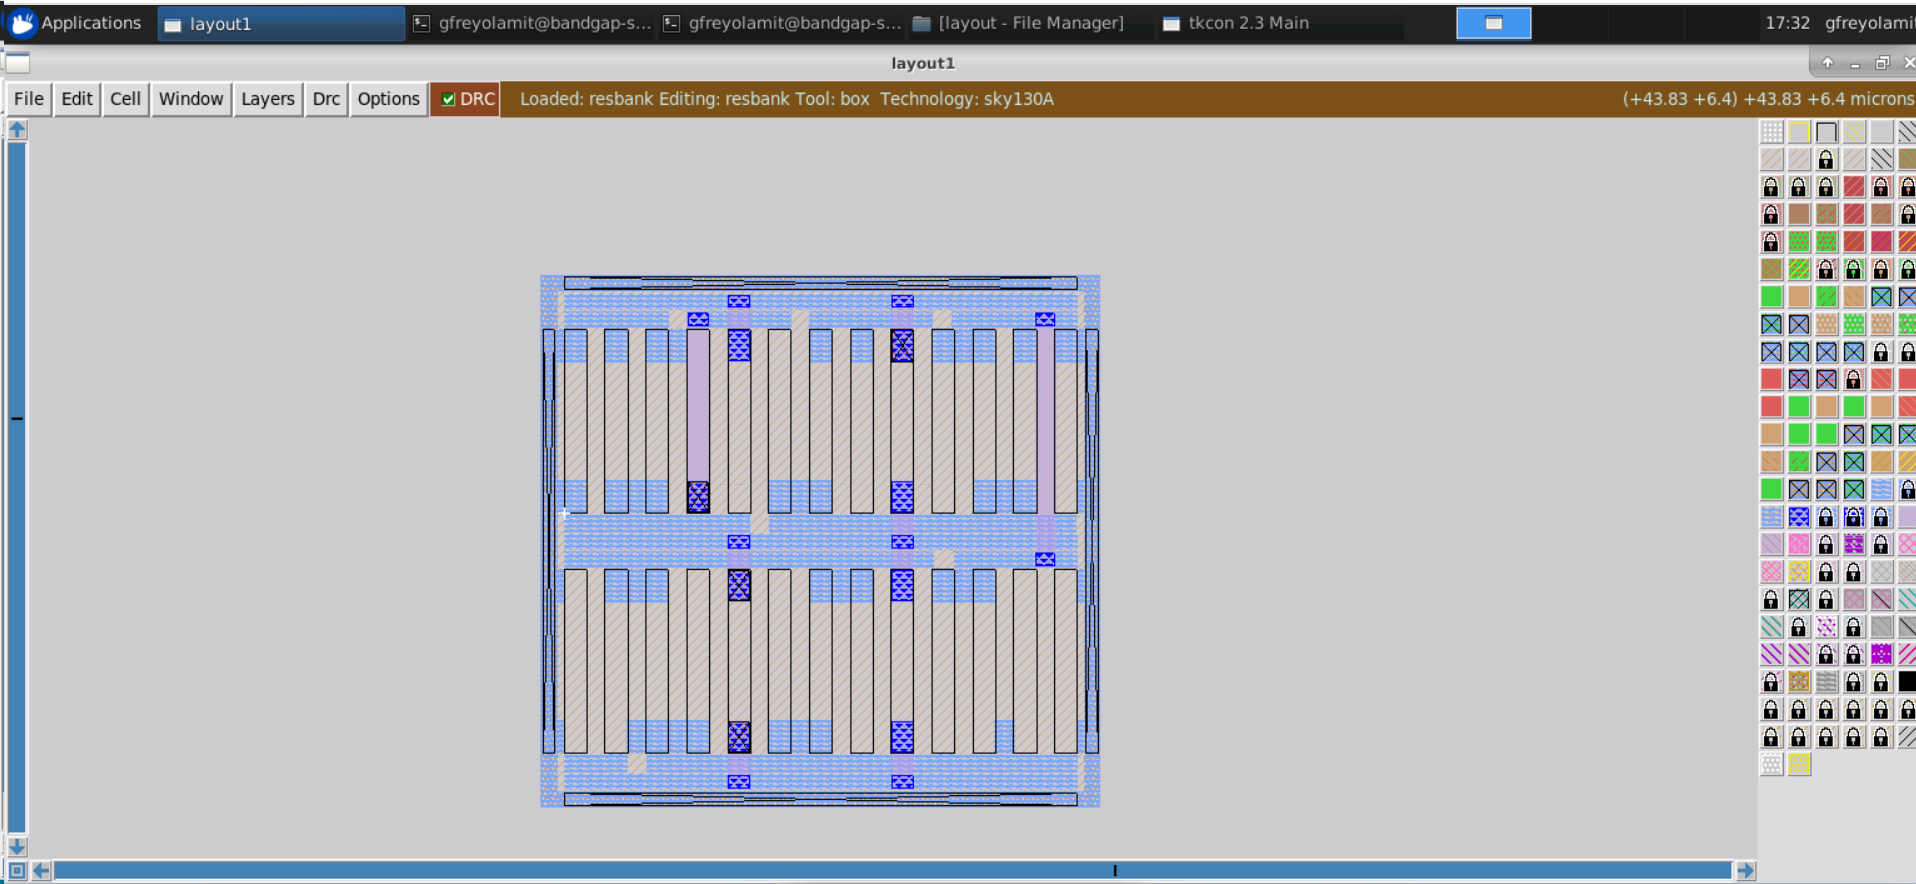 Applications layout1 gfreyolamit@bandgap-s... gfreyolamit@bandgap-s... [layout - File Manager] tkcon 2.3 Main 17:32 gfreyolamit
layout1
File Edit Cell Window Layers Drc Options DRC Loaded: resbank Editing: resbank Tool: box Technology: sky130A (+43.83 +6.4) +43.83 +6.4 microns